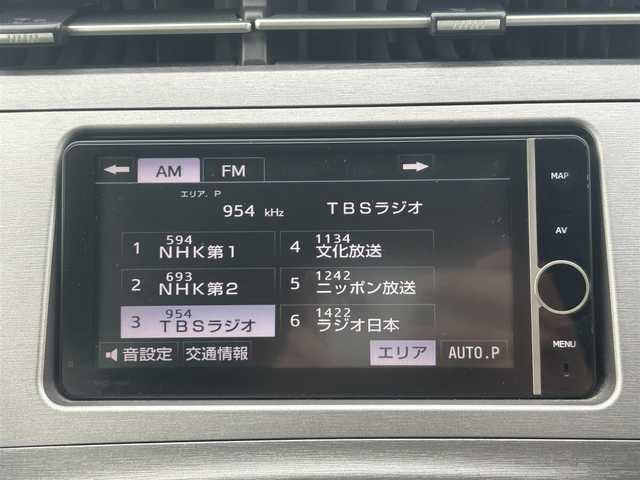 AM FM
MAP
エリア. P
954 kHz TBSラジオ
AV
1 594 NHK第1
4 1134 文化放送
2 693 NHK第2
5 1242 ニッポン放送
3 954 TBSラジオ
6 1422 ラジオ日本
MENU
音設定 交通情報 エリア AUTO.P